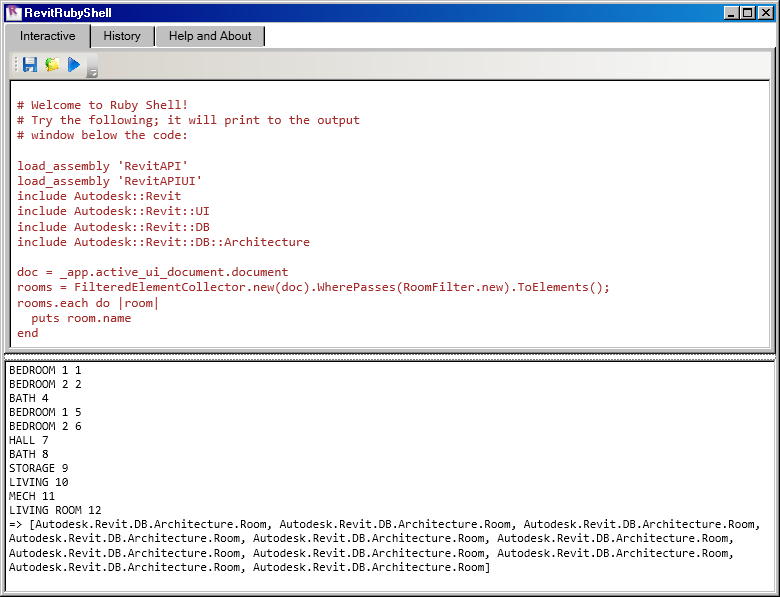 RevitRubyShell
Interactive History Help and About
# Welcome to Ruby Shell!
# Try the following; it will print to the output
# window below the code:
load_assembly 'RevitAPI'
load_assembly 'RevitAPIUI'
include Autodesk::Revit
include Autodesk::Revit::UI
include Autodesk::Revit::DB
include Autodesk::Revit::DB::Architecture
doc = _app.active_ui_document.document
rooms = FilteredElementCollector.new(doc).WherePasses(RoomFilter.new).ToElements();
rooms.each do |room|
  puts room.name
end
BEDROOM 1 1
BEDROOM 2 2
BATH 4
BEDROOM 1 5
BEDROOM 2 6
HALL 7
BATH 8
STORAGE 9
LIVING 10
MECH 11
LIVING ROOM 12
=> [Autodesk.Revit.DB.Architecture.Room, Autodesk.Revit.DB.Architecture.Room, Autodesk.Revit.DB.Architecture.Room,
Autodesk.Revit.DB.Architecture.Room, Autodesk.Revit.DB.Architecture.Room, Autodesk.Revit.DB.Architecture.Room,
Autodesk.Revit.DB.Architecture.Room, Autodesk.Revit.DB.Architecture.Room, Autodesk.Revit.DB.Architecture.Room,
Autodesk.Revit.DB.Architecture.Room, Autodesk.Revit.DB.Architecture.Room]